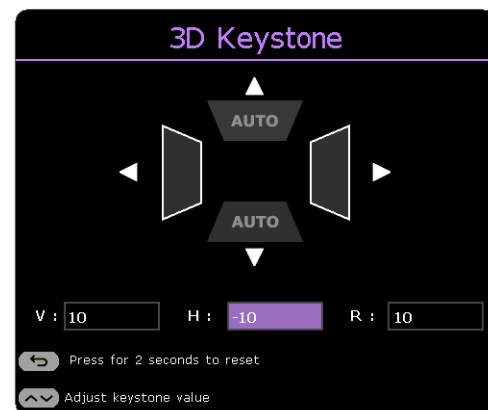 3D Keystone
AUTO
AUTO
V : 10 H : -10 R : 10
Press for 2 seconds to reset
Adjust keystone value